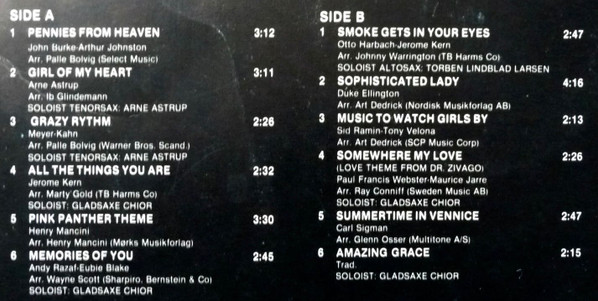 SIDE A
1 PENNIES FROM HEAVEN 3:12
John Burke-Arthur Johnston
Arr. Palle Bolvig (Select Music)
2 GIRL OF MY HEART 3:11
Arne Astrup
Arr. Ib Glindemann
SOLOIST TENORSAX: ARNE ASTRUP
3 GRAZY RYTHM 2:26
Meyer-Kahn
Arr. Palle Bolvig (Warner Bros. Scand.)
SOLOIST TENORSAX: ARNE ASTRUP
4 ALL THE THINGS YOU ARE 2:32
Jerome Kern
Arr. Marty Gold (TB Harms Co)
SOLOIST: GLADSAXE CHIOR
5 PINK PANTHER THEME 3:30
Henry Mancini
Arr. Henry Mancini (Mørks Musikforlag)
6 MEMORIES OF YOU 2:45
Andy Razaf-Eubie Blake
Arr. Wayne Scott (Sharpiro, Bernstein & Co)
SOLOIST: GLADSAXE CHIOR
SIDE B
1 SMOKE GETS IN YOUR EYES 2:47
Otto Harbach-Jerome Kern
Arr. Johnny Warrington (TB Harms Co)
SOLOIST ALTOSAX: TORBEN LINDBLAD LARSEN
2 SOPHISTICATED LADY 4:16
Duke Ellington
Arr. Art Dedrick (Nordisk Musikforlag AB)
3 MUSIC TO WATCH GIRLS BY 2:13
Sid Ramin-Tony Velona
Arr. Art Dedrick (SCP Music Corp)
4 SOMEWHERE MY LOVE 2:26
(LOVE THEME FROM DR. ZIVAGO)
Paul Francis Webster-Maurice Jarre
Arr. Ray Conniff (Sweden Music AB)
SOLOIST: GLADSAXE CHIOR
5 SUMMERTIME IN VENNICE 2:47
Carl Sigman
Arr. Glenn Osser (Multitone A/S)
6 AMAZING GRACE 2:15
Trad.
SOLOIST: GLADSAXE CHIOR